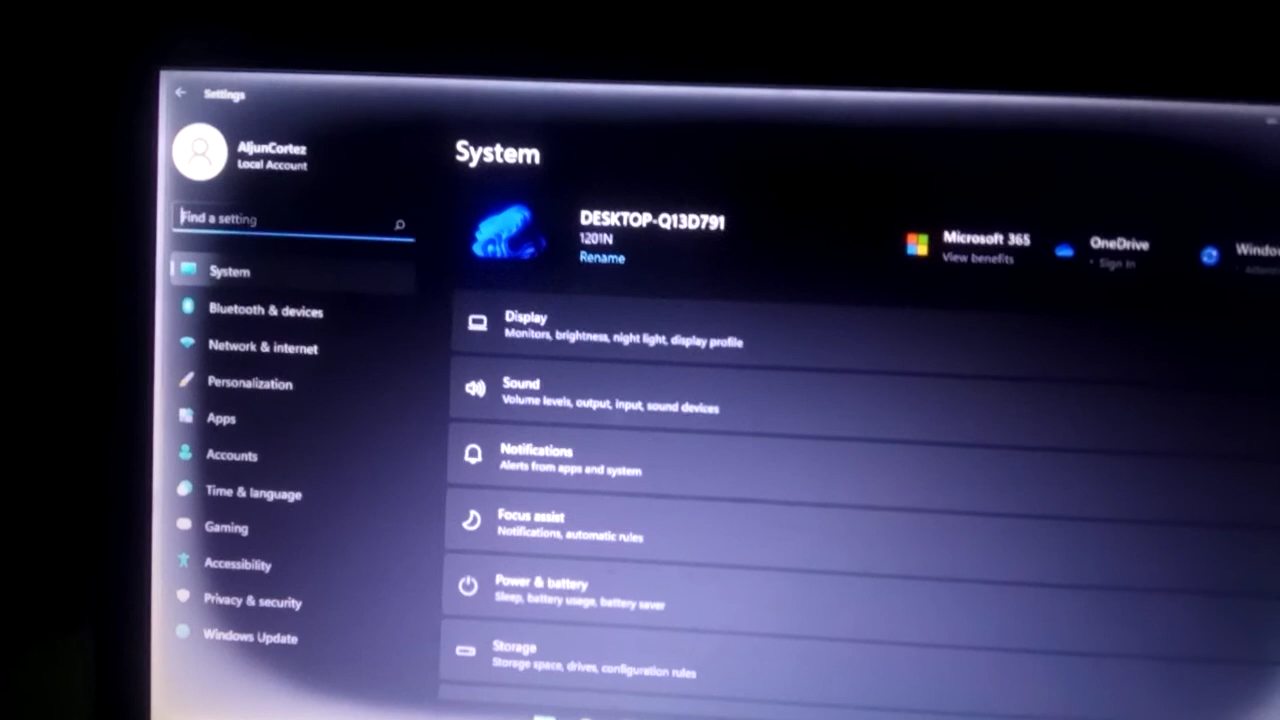 Settings
AljunCortez
Local Account
Find a setting
System
Bluetooth & devices
Network & internet
Personalization
Apps
Accounts
Time & language
Gaming
Accessibility
Privacy & security
Windows Update
System
DESKTOP-Q13D791
1201N
Rename
Microsoft 365
View benefits
OneDrive
• Sign In
Windo
Display
Monitors, brightness, night light, display profile
Sound
Volume levels, output, input, sound devices
Notifications
Alerts from apps and system
Focus assist
Notifications, automatic rules
Power & battery
Sleep, battery usage, battery saver
Storage
Storage space, drives, configuration rules